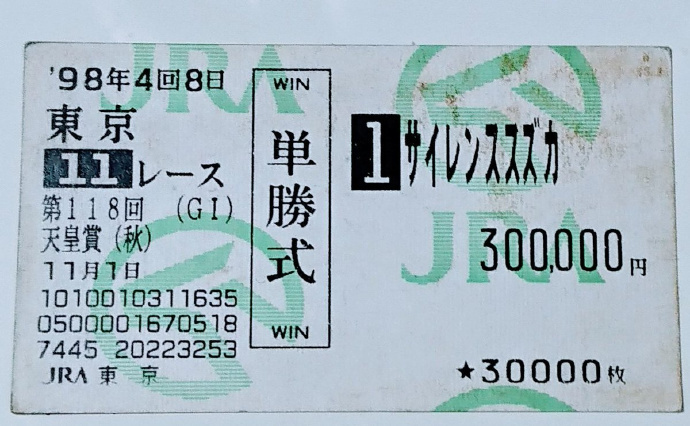 '98年4回8日
東京
11レース
第118回 (GI)
天皇賞(秋)
11月1日
1010010311635
0500001670518
7445 20223253
JRA 東京
WIN
単勝式
WIN
1 サイレンススズカ
300,000円
★30000枚
JRA
JRA